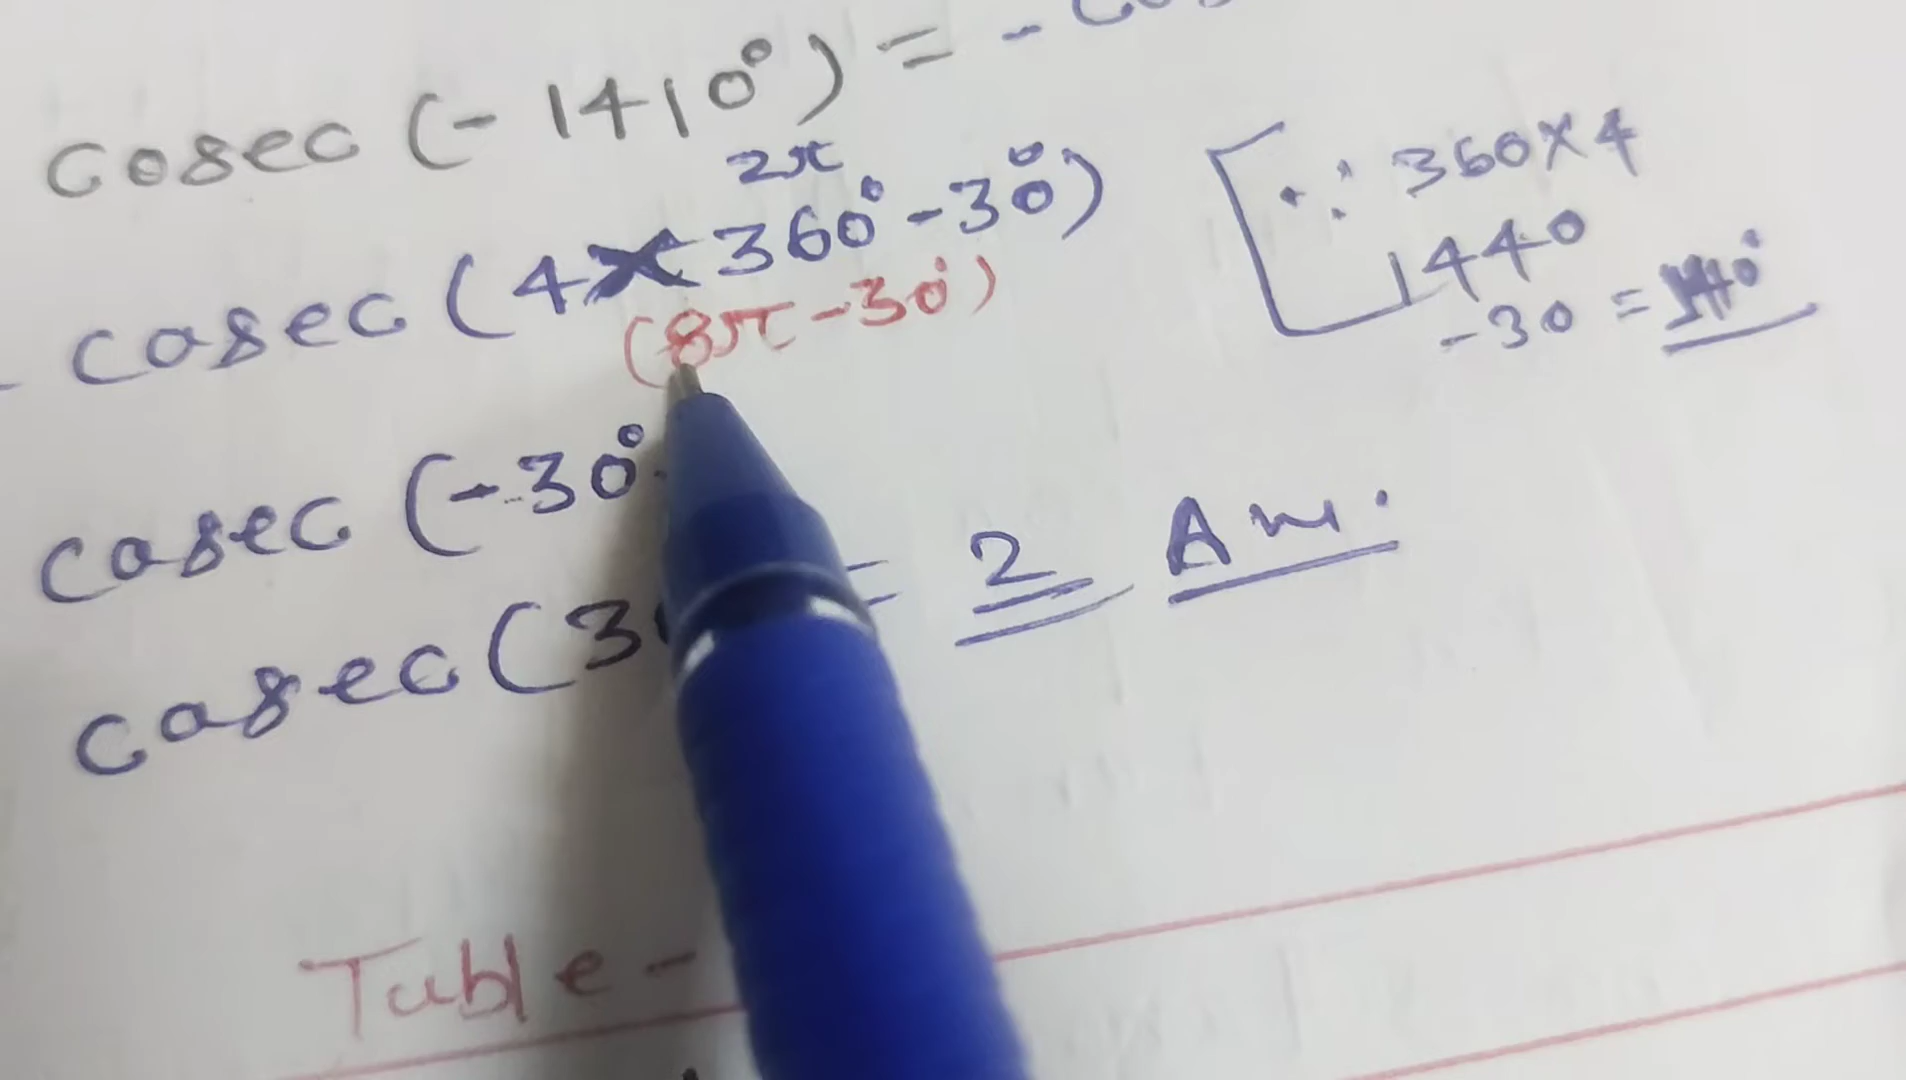 cosec (- 1410°) = -
2π
cosec ( 4 × 360° - 30°)
(8π - 30°)
cosec (-30°
cosec (3
= 2 Ans.
∵ 360×4
1440
-30 =
Table -